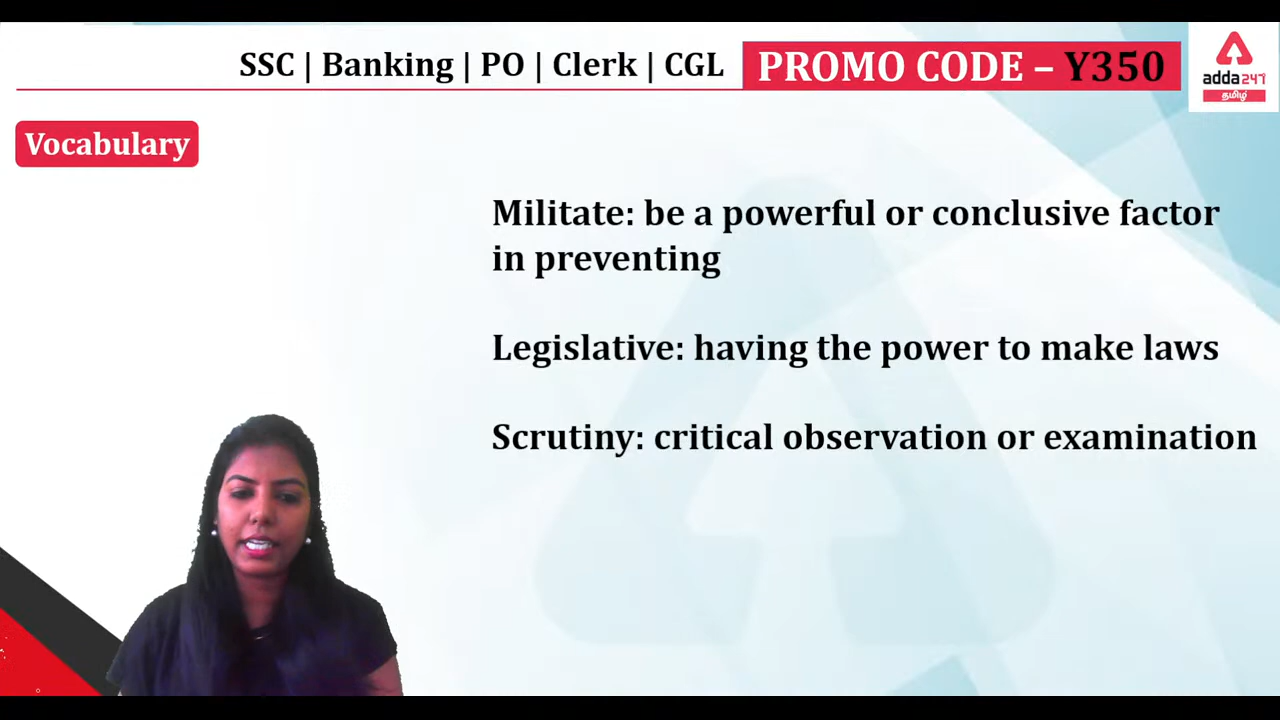 SSC | Banking | PO | Clerk | CGL PROMO CODE – Y350
adda247
தமிழ்
Vocabulary
Militate: be a powerful or conclusive factor
in preventing
Legislative: having the power to make laws
Scrutiny: critical observation or examination